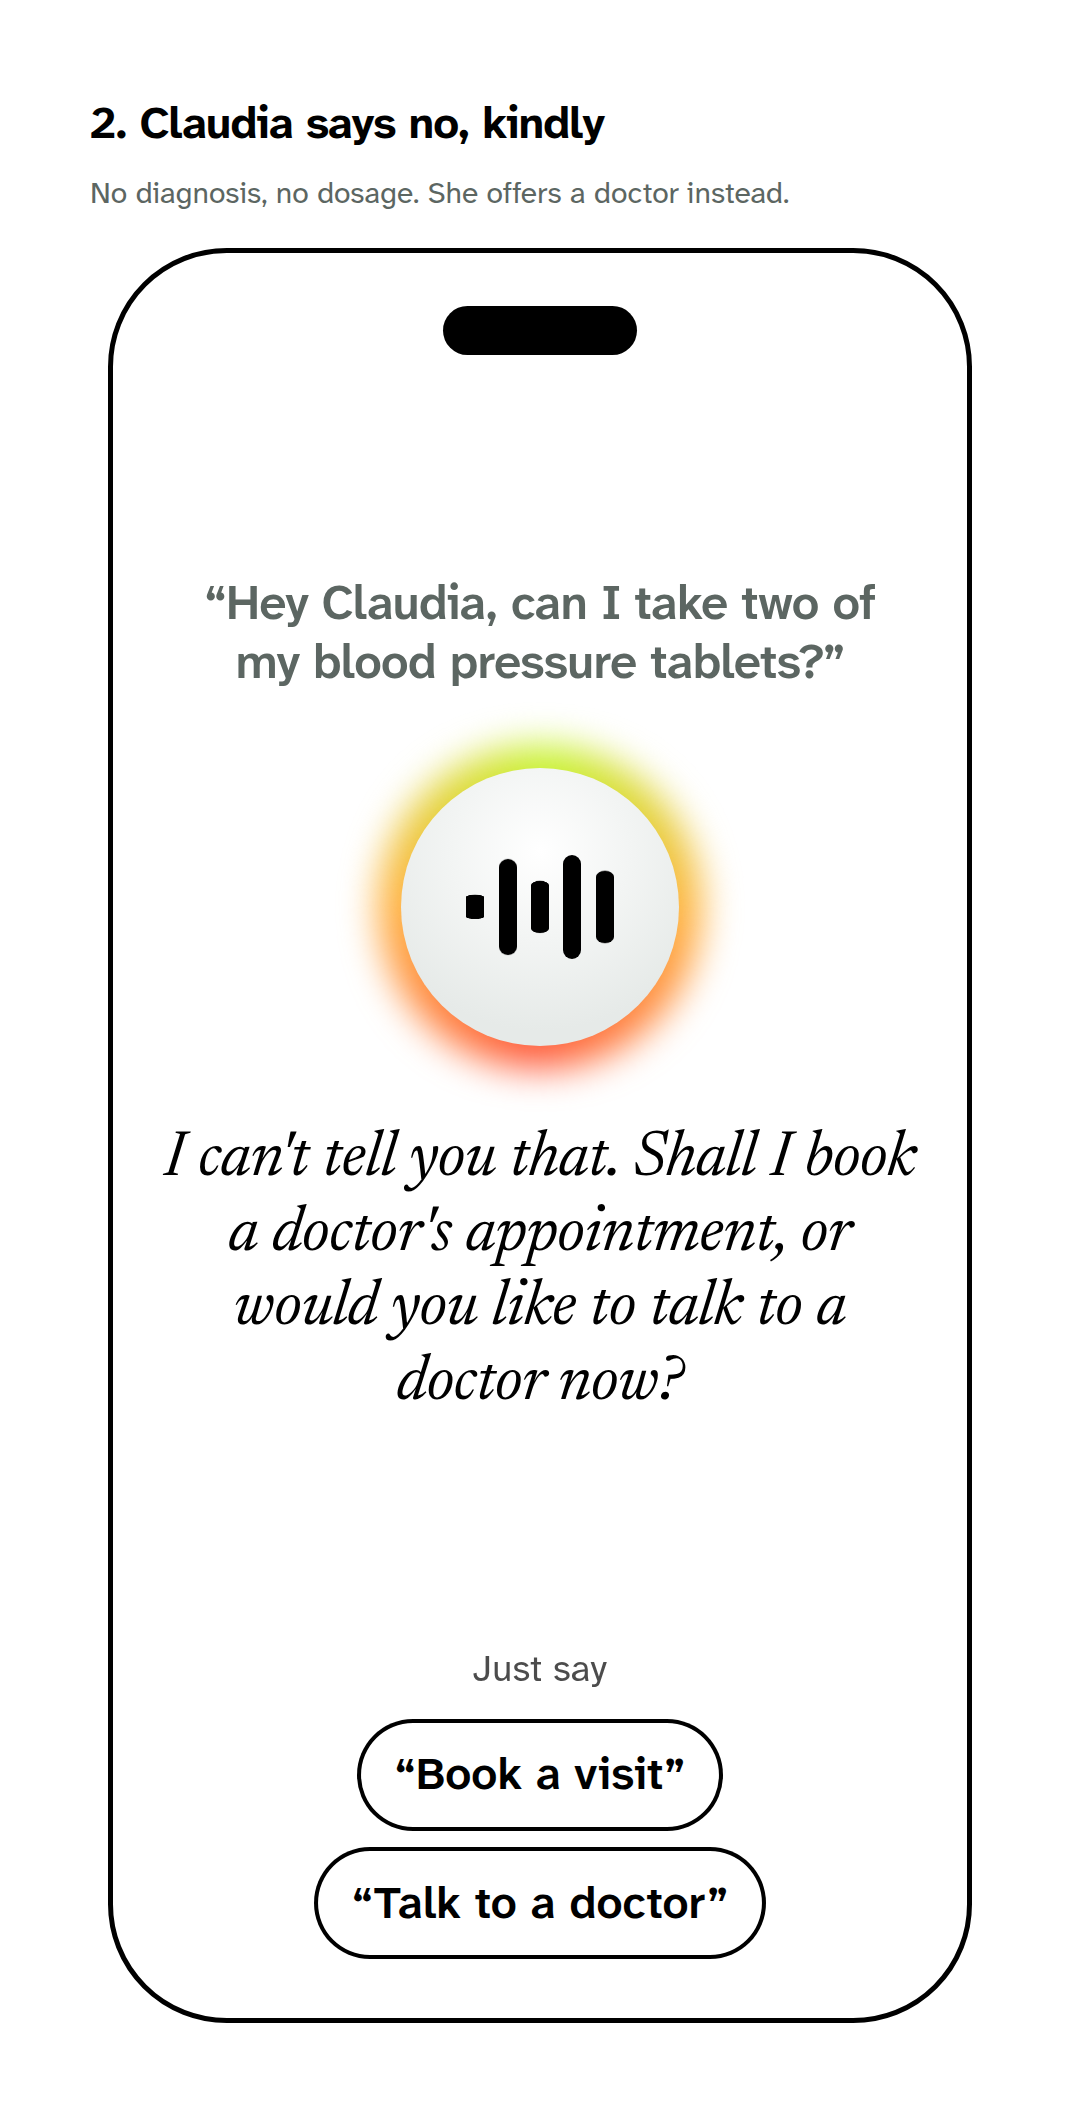 2. Claudia says no, kindly
No diagnosis, no dosage. She offers a doctor instead.
“Hey Claudia, can I take two of
my blood pressure tablets?”
I can't tell you that. Shall I book
a doctor's appointment, or
would you like to talk to a
doctor now?
Just say
“Book a visit”
“Talk to a doctor”